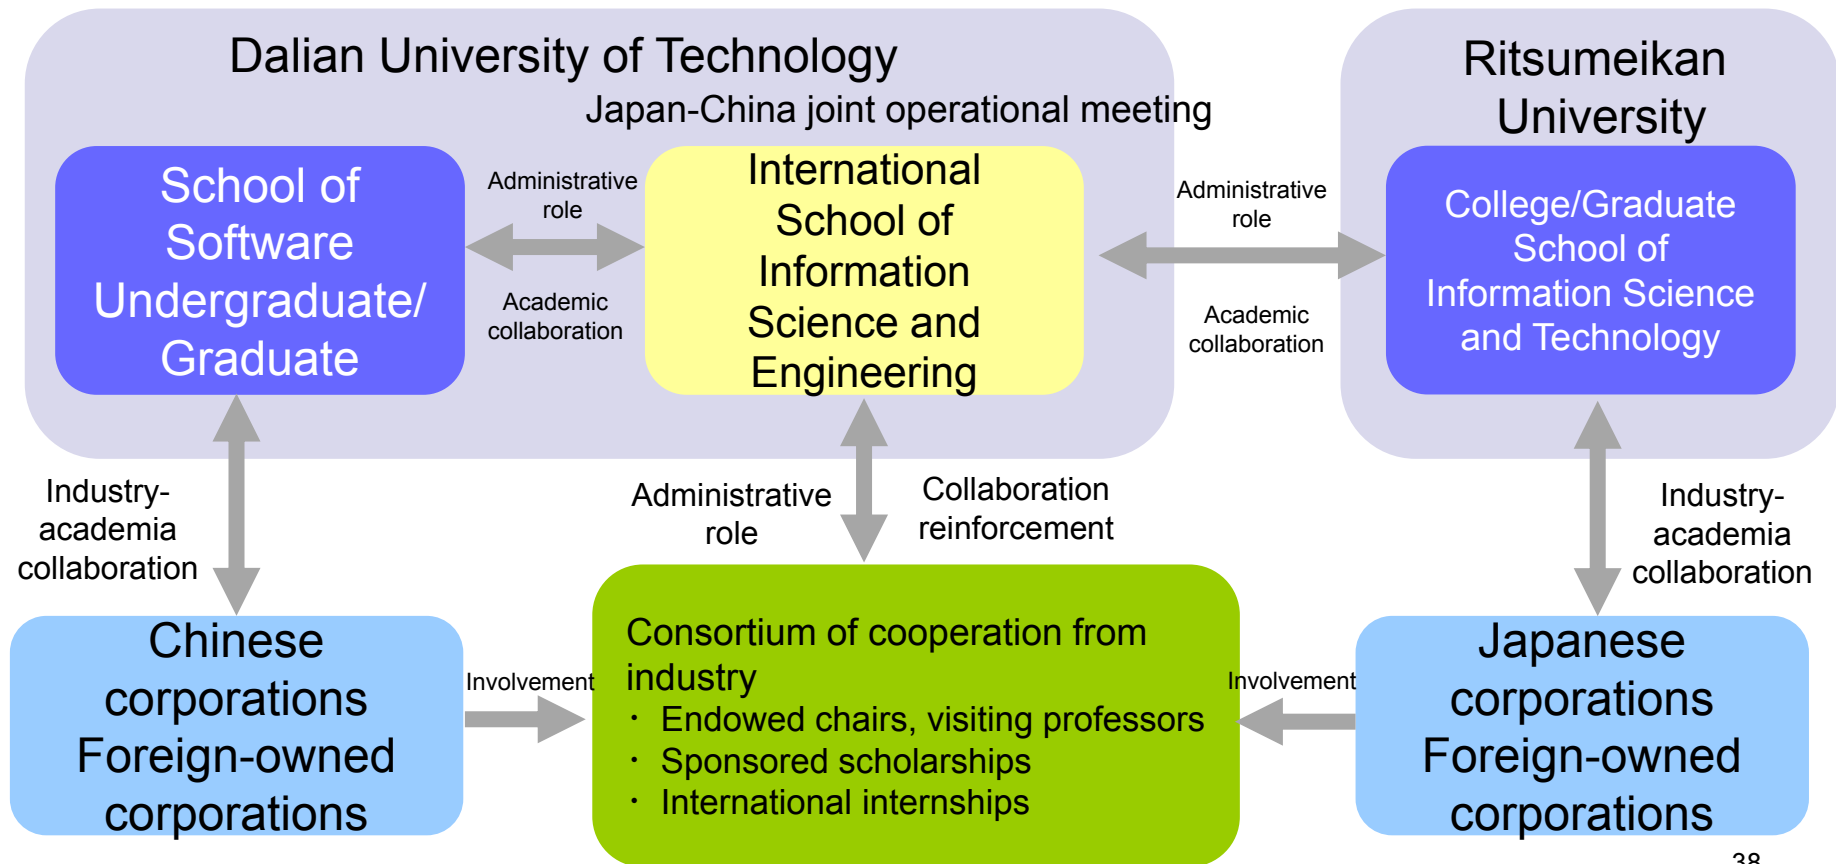 Dalian University of Technology
Japan-China joint operational meeting
Ritsumeikan
University
School of
Software
Undergraduate/
Graduate
Administrative
role
Academic
collaboration
International
School of
Information
Science and
Engineering
Administrative
role
Academic
collaboration
College/Graduate
School of
Information Science
and Technology
Industry-
academia
collaboration
Administrative
role
Collaboration
reinforcement
Industry-
academia
collaboration
Chinese
corporations
Foreign-owned
corporations
Involvement
Consortium of cooperation from
industry
・ Endowed chairs, visiting professors
・ Sponsored scholarships
・ International internships
Involvement
Japanese
corporations
Foreign-owned
corporations
38